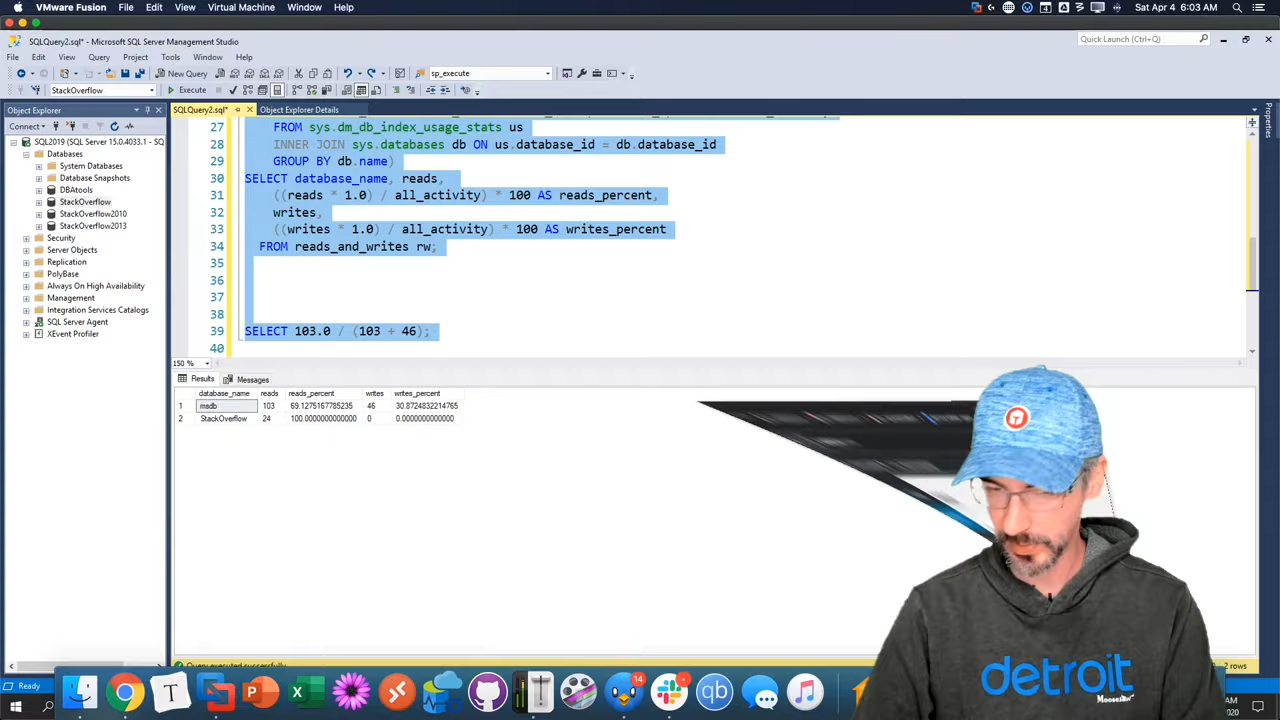 VMware Fusion File Edit View Virtual Machine Window Help Sat Apr 4 6:03 AM
SQLQuery2.sql* - Microsoft SQL Server Management Studio Quick Launch (Ctrl+Q)
File Edit View Query Project Tools Window Help
New Query sp_execute
StackOverflow Execute
Object Explorer
SQLQuery2.sql* Object Explorer Details
Properties
Connect
SQL2019 (SQL Server 15.0.4033.1 - SQ
Databases
System Databases
Database Snapshots
DBAtools
StackOverflow
StackOverflow2010
StackOverflow2013
Security
Server Objects
Replication
PolyBase
Always On High Availability
Management
Integration Services Catalogs
SQL Server Agent
XEvent Profiler
27 FROM sys.dm_db_index_usage_stats us
28 INNER JOIN sys.databases db ON us.database_id = db.database_id
29 GROUP BY db.name)
30 SELECT database_name, reads,
31 ((reads * 1.0) / all_activity) * 100 AS reads_percent,
32 writes,
33 ((writes * 1.0) / all_activity) * 100 AS writes_percent
34 FROM reads_and_writes rw;
35
36
37
38
39 SELECT 103.0 / (103 + 46);
40
150 %
Results Messages
database_name reads reads_percent writes writes_percent
1 msdb 103 69.1275167785235 46 30.8724832214765
2 StackOverflow 24 100.0000000000000 0 0.0000000000000
Query executed successfully. 2 rows
Ready
14
detroit
Moosejaw
AM
2020